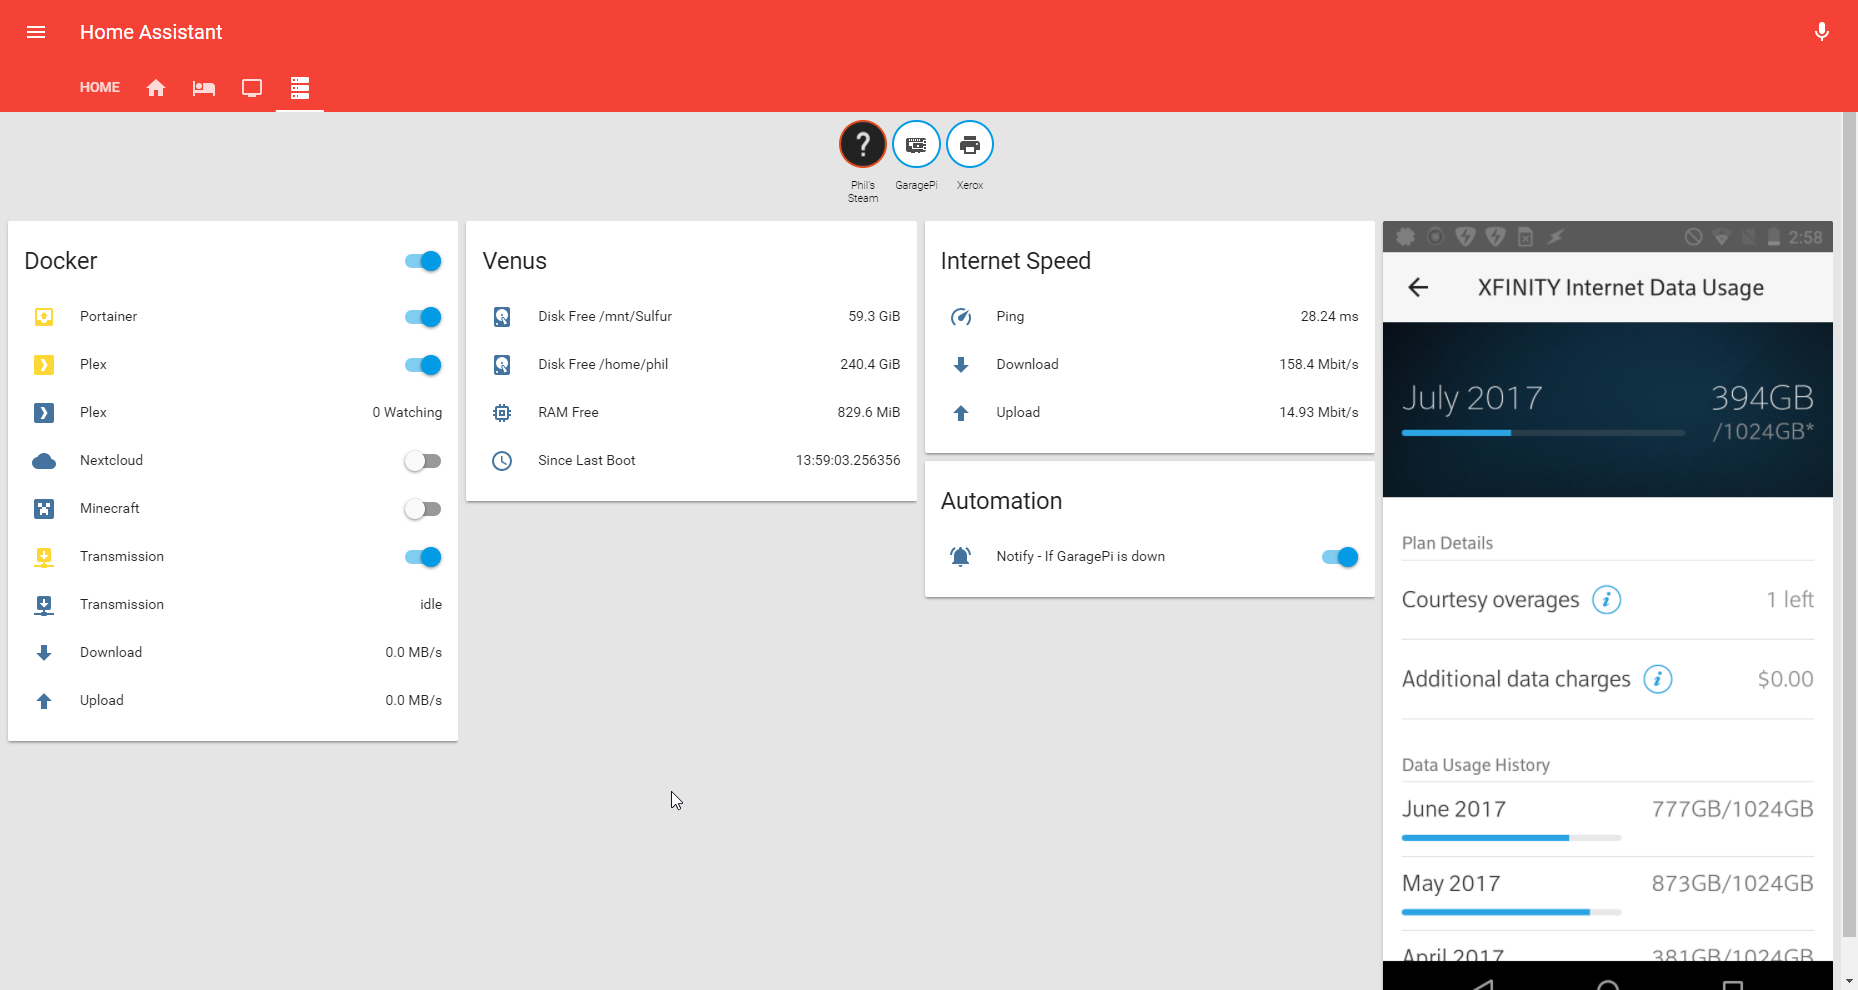 Home Assistant
HOME
?
Phil's
Steam
GaragePi
Xerox
Docker
Portainer
Plex
Plex 0 Watching
Nextcloud
Minecraft
Transmission
Transmission idle
Download 0.0 MB/s
Upload 0.0 MB/s
Venus
Disk Free /mnt/Sulfur 59.3 GiB
Disk Free /home/phil 240.4 GiB
RAM Free 829.6 MiB
Since Last Boot 13:59:03.256356
Internet Speed
Ping 28.24 ms
Download 158.4 Mbit/s
Upload 14.93 Mbit/s
Automation
Notify - If GaragePi is down
2:58
XFINITY Internet Data Usage
July 2017 394GB
/1024GB*
Plan Details
Courtesy overages i 1 left
Additional data charges i $0.00
Data Usage History
June 2017 777GB/1024GB
May 2017 873GB/1024GB
April 2017 381GB/1024GB